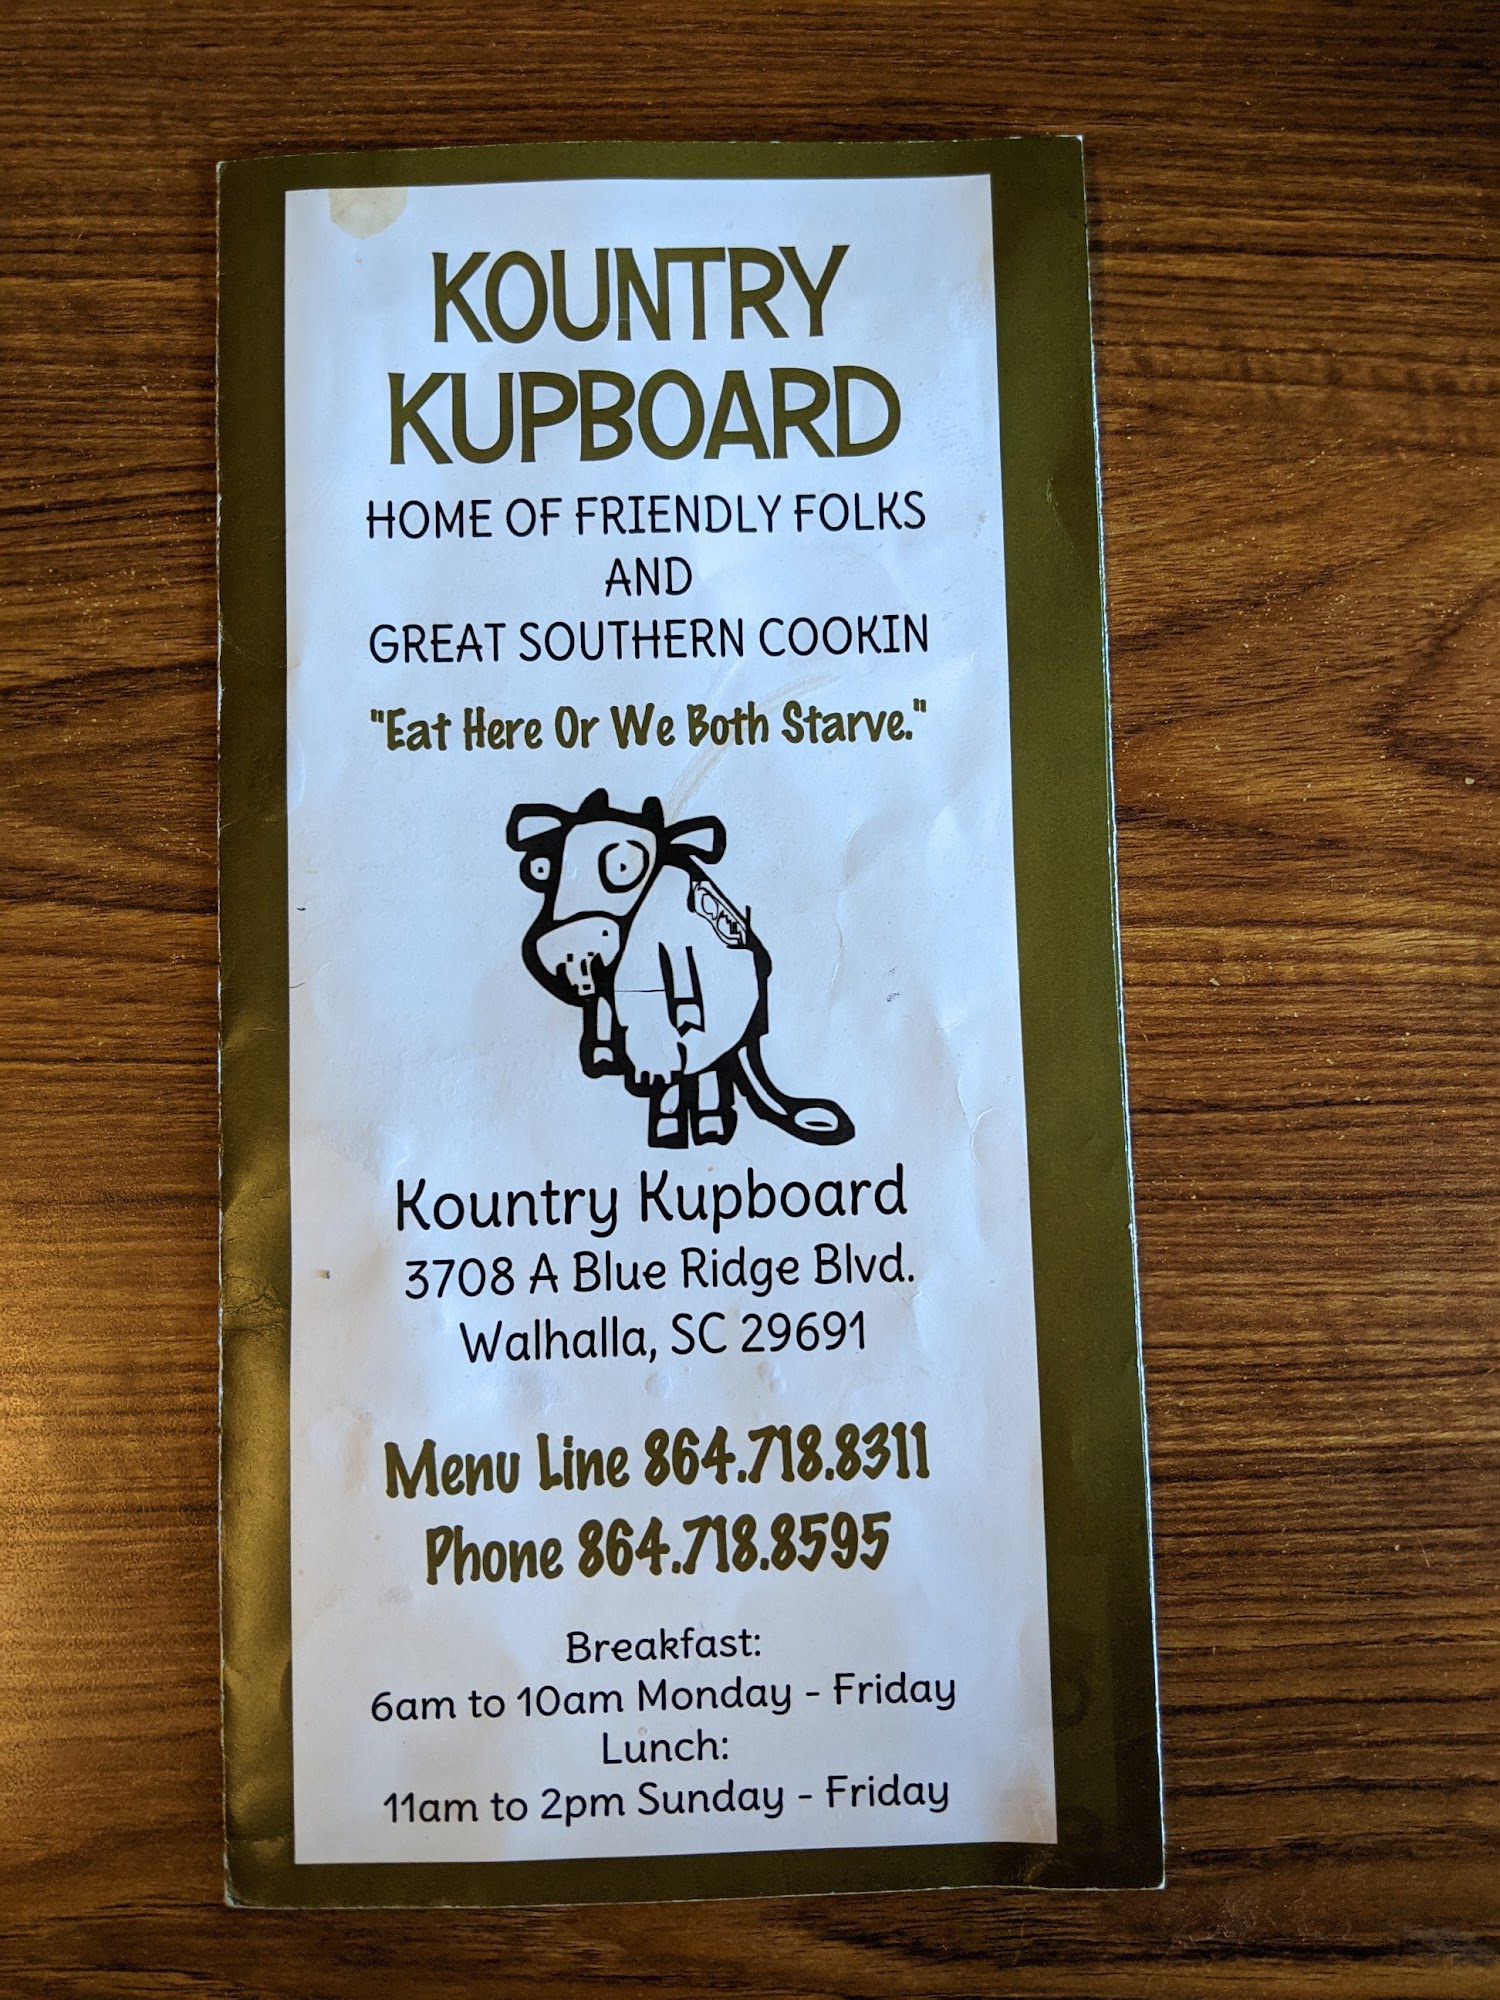 KOUNTRY
KUPBOARD
HOME OF FRIENDLY FOLKS
AND
GREAT SOUTHERN COOKIN
"Eat Here Or We Both Starve."
Kountry Kupboard
3708 A Blue Ridge Blvd.
Walhalla, SC 29691
Menu Line 864.718.8311
Phone 864.718.8595
Breakfast:
6am to 10am Monday - Friday
Lunch:
11am to 2pm Sunday - Friday